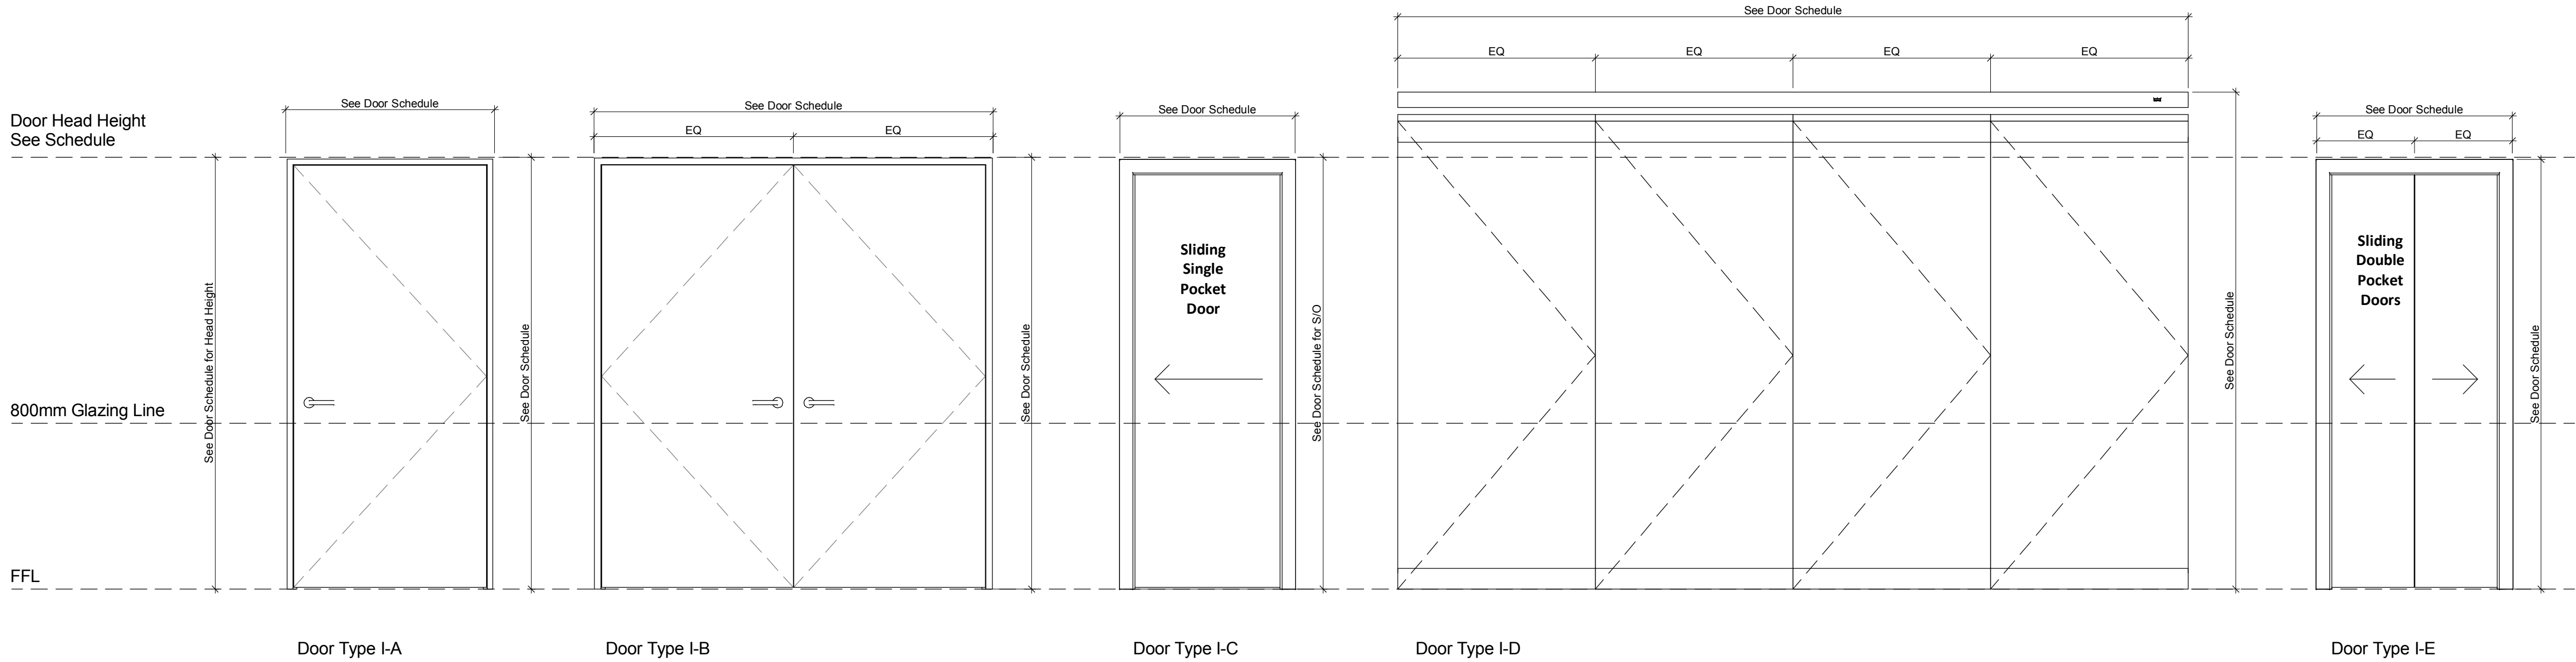 See Door Schedule
EQ
EQ
EQ
EQ
Door Head Height
See Schedule
See Door Schedule
See Door Schedule
EQ
EQ
See Door Schedule
See Door Schedule
EQ
EQ
Sliding
Single
Pocket
Door
Sliding
Double
Pocket
Doors
See Door Schedule for Head Height
See Door Schedule
See Door Schedule
See Door Schedule for S/O
See Door Schedule
See Door Schedule
800mm Glazing Line
FFL
Door Type I-A
Door Type I-B
Door Type I-C
Door Type I-D
Door Type I-E